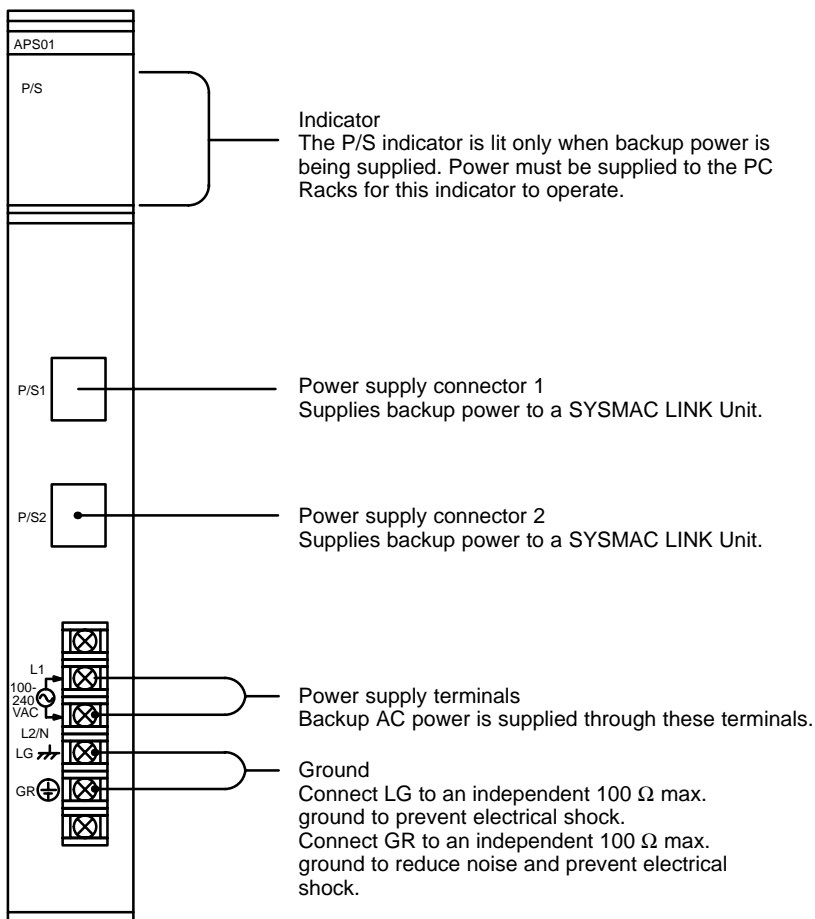 APS01
P/S
Indicator
The P/S indicator is lit only when backup power is
being supplied. Power must be supplied to the PC
Racks for this indicator to operate.
P/S1
Power supply connector 1
Supplies backup power to a SYSMAC LINK Unit.
P/S2
Power supply connector 2
Supplies backup power to a SYSMAC LINK Unit.
L1
100-
240
VAC
L2/N
Power supply terminals
Backup AC power is supplied through these terminals.
LG
GR
Ground
Connect LG to an independent 100 Ω max.
ground to prevent electrical shock.
Connect GR to an independent 100 Ω max.
ground to reduce noise and prevent electrical
shock.